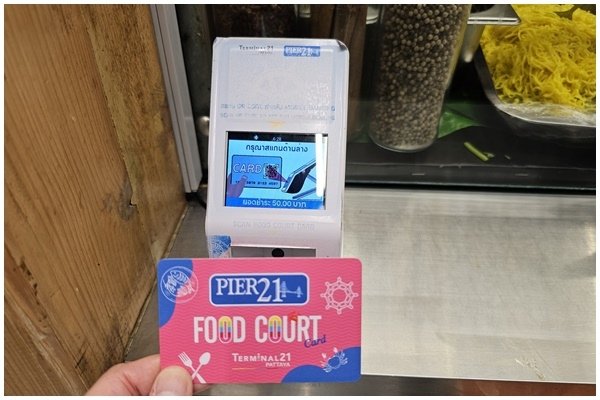 TERMINAL21
PIER21
กรุณาสแกนด้านล่าง
CARD
ยอดชำระ 50.00 บาท
SCAN FOOD COURT CARD
PIER21
FOOD COURT
Card
TERMINAL21
PATTAYA